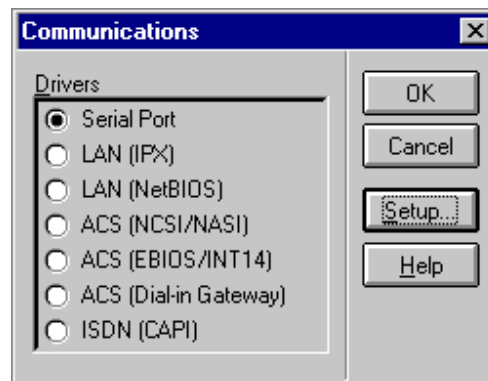 Communications
Drivers
Serial Port
LAN (IPX)
LAN (NetBIOS)
ACS (NCSI/NASI)
ACS (EBIOS/INT14)
ACS (Dial-in Gateway)
ISDN (CAPI)
OK
Cancel
Setup...
Help